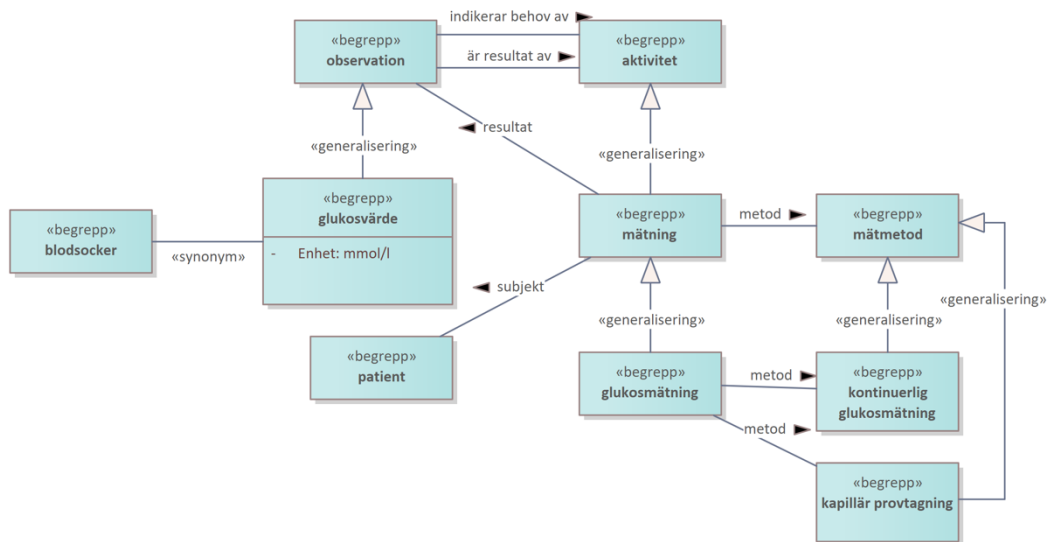 indikerar behov av
«begrepp»
observation
«begrepp»
aktivitet
är resultat av
resultat
«generalisering»
«generalisering»
«begrepp»
blodsocker
«synonym»
«begrepp»
glukosvärde
- Enhet: mmol/l
«begrepp»
mätning
metod
«begrepp»
mätmetod
subjekt
«generalisering»
«generalisering»
«generalisering»
«begrepp»
patient
«begrepp»
glukosmätning
metod
«begrepp»
kontinuerlig
glukosmätning
metod
«begrepp»
kapillär provtagning